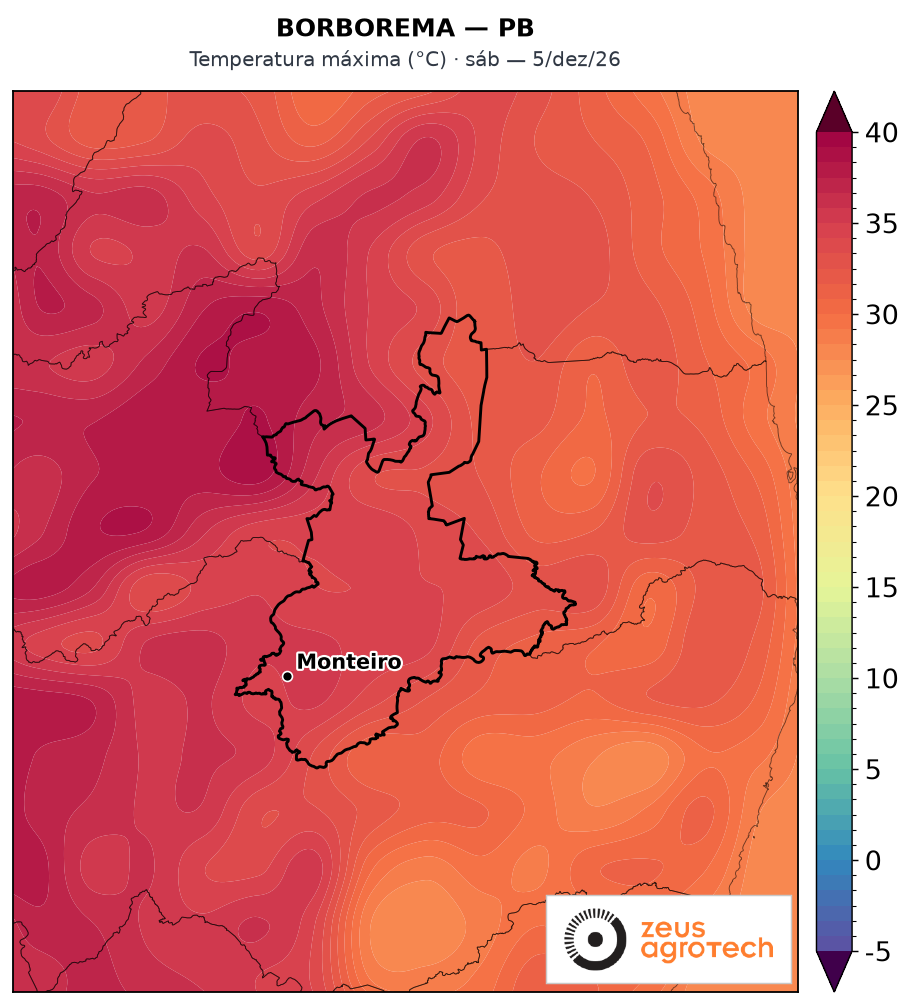 BORBOREMA — PB
Temperatura máxima (°C) · sáb — 5/dez/26
40
35
30
25
20
15
10
5
0
-5
Monteiro
zeus
agrotech